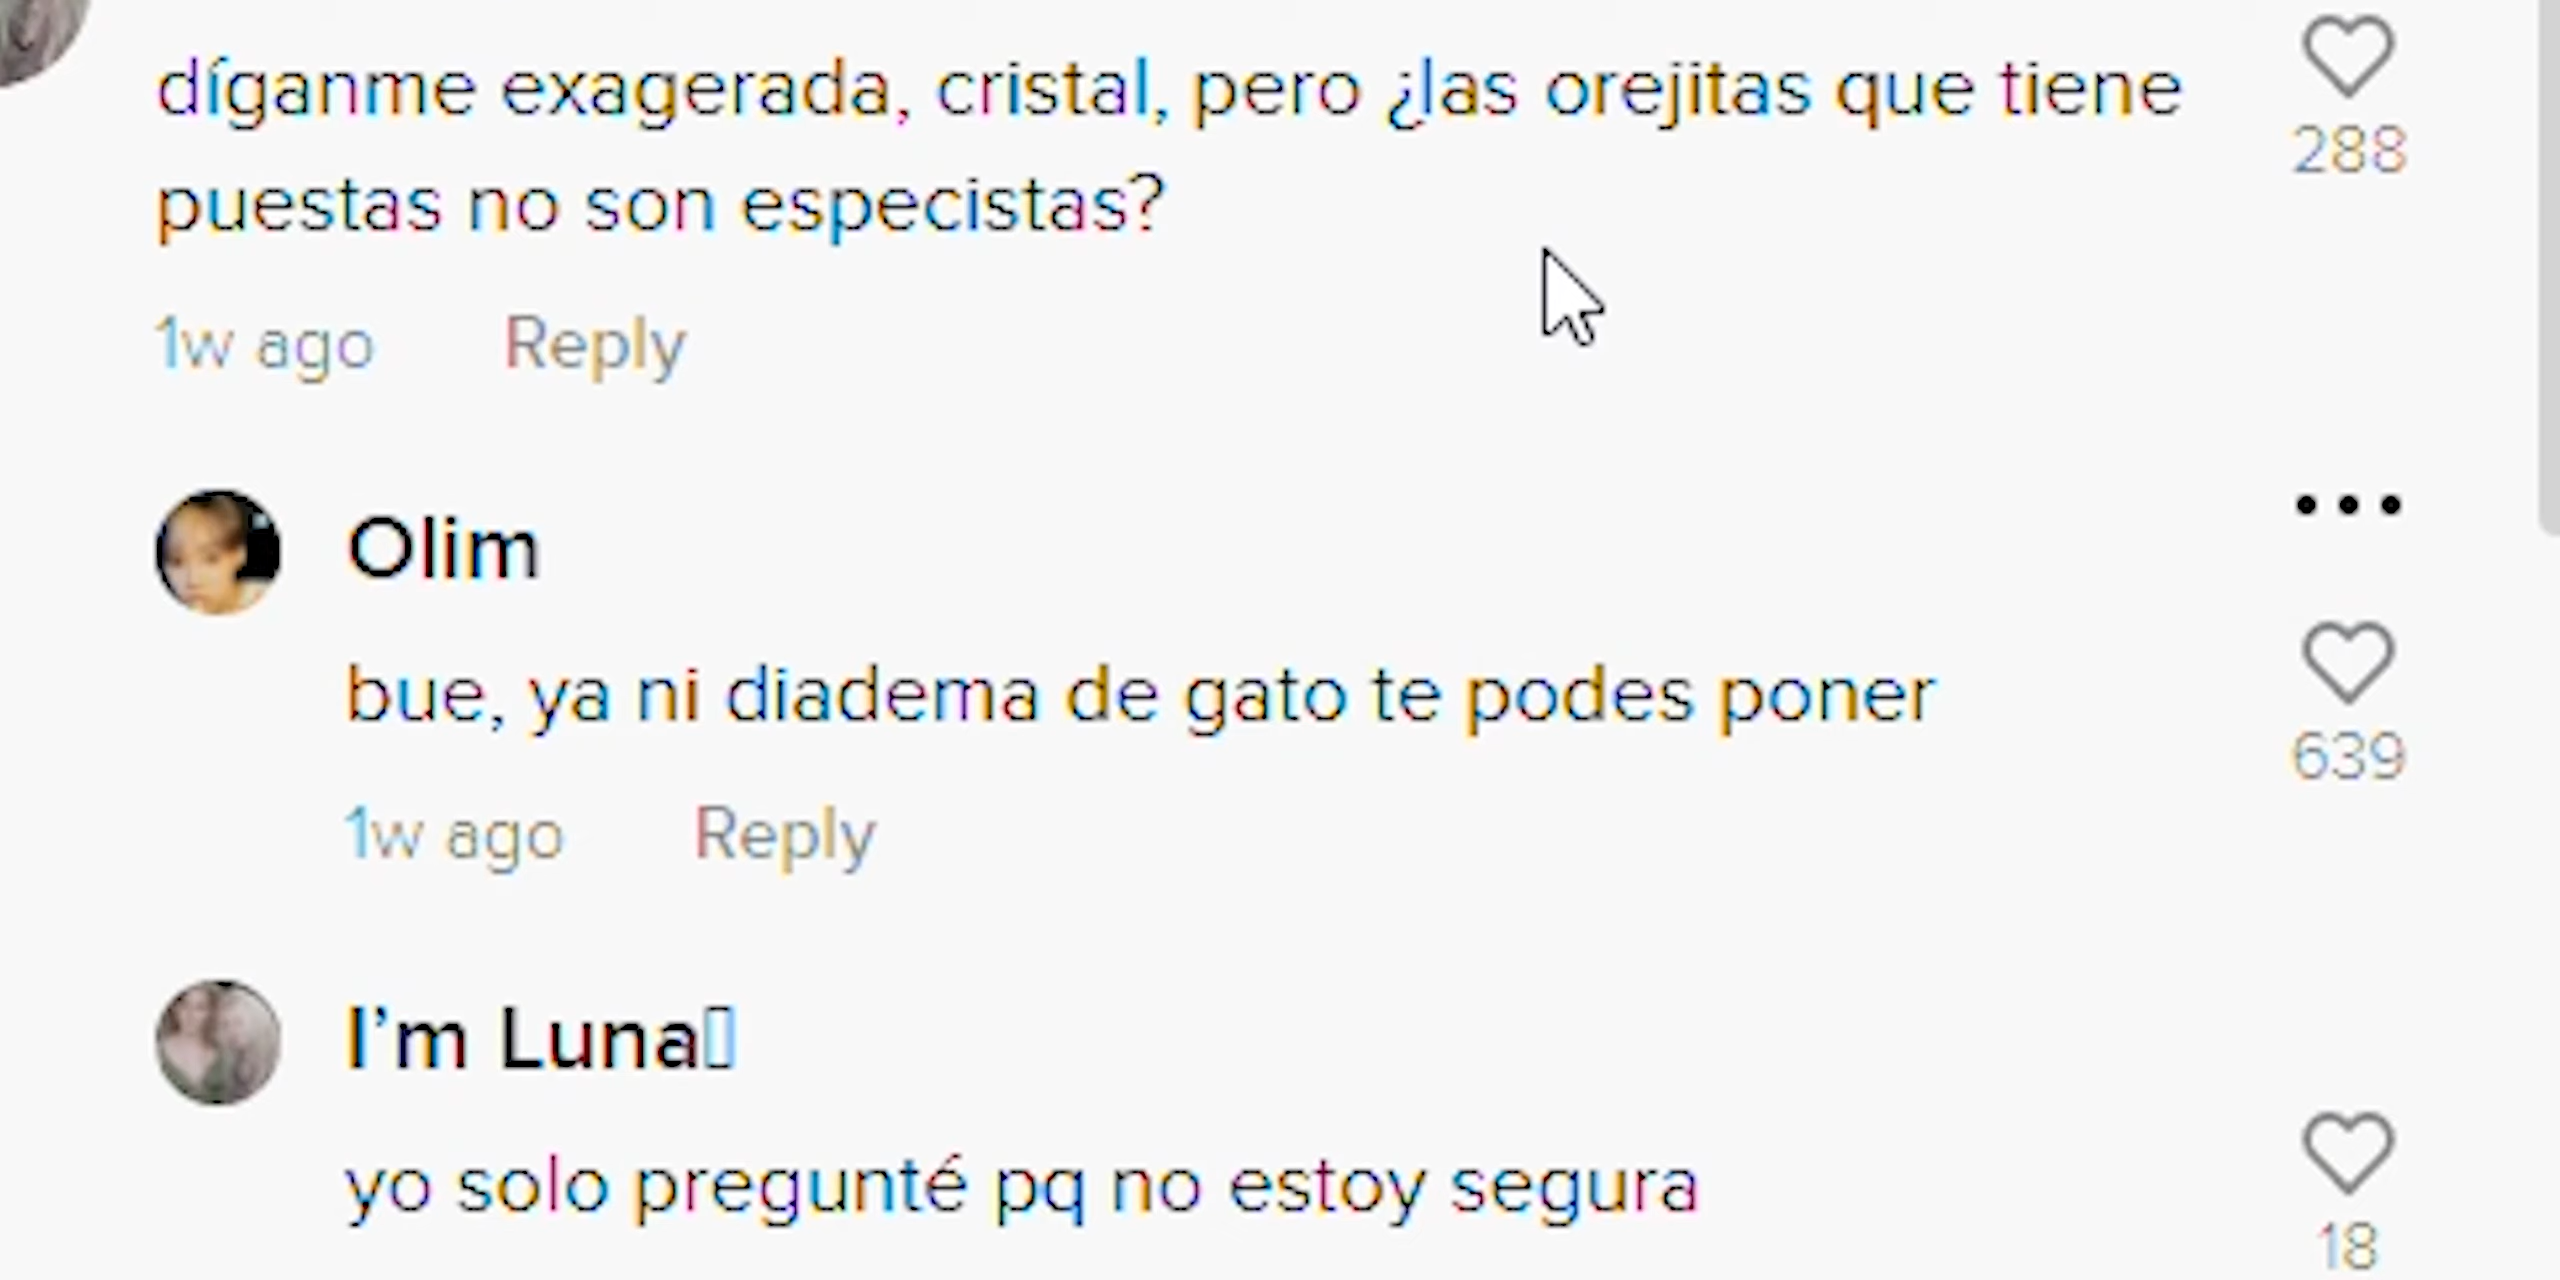 díganme exagerada, cristal, pero ¿las orejitas que tiene
288
puestas no son especistas?
1w ago Reply
Olim
bue, ya ni diadema de gato te podes poner
639
1w ago Reply
I’m Luna
yo solo pregunté pq no estoy segura
18